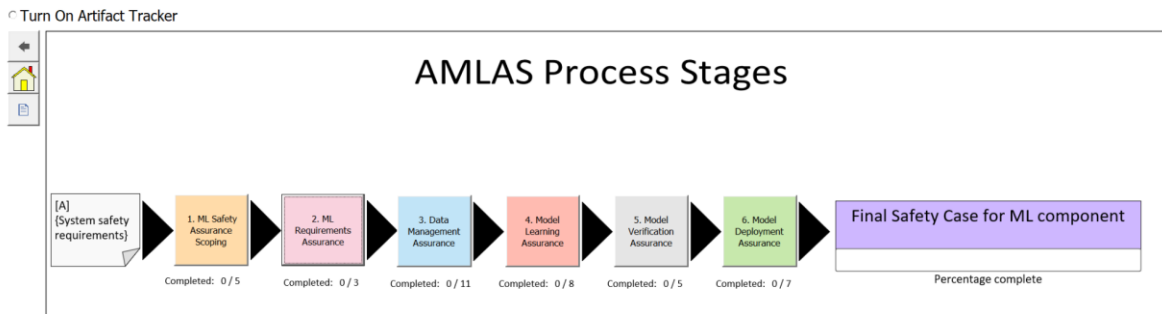 Turn On Artifact Tracker
AMLAS Process Stages
[A]
{System safety
requirements}
1. ML Safety
Assurance
Scoping
2. ML
Requirements
Assurance
3. Data
Management
Assurance
4. Model
Learning
Assurance
5. Model
Verification
Assurance
6. Model
Deployment
Assurance
Final Safety Case for ML component
Completed: 0 / 5
Completed: 0 / 3
Completed: 0 / 11
Completed: 0 / 8
Completed: 0 / 5
Completed: 0 / 7
Percentage complete